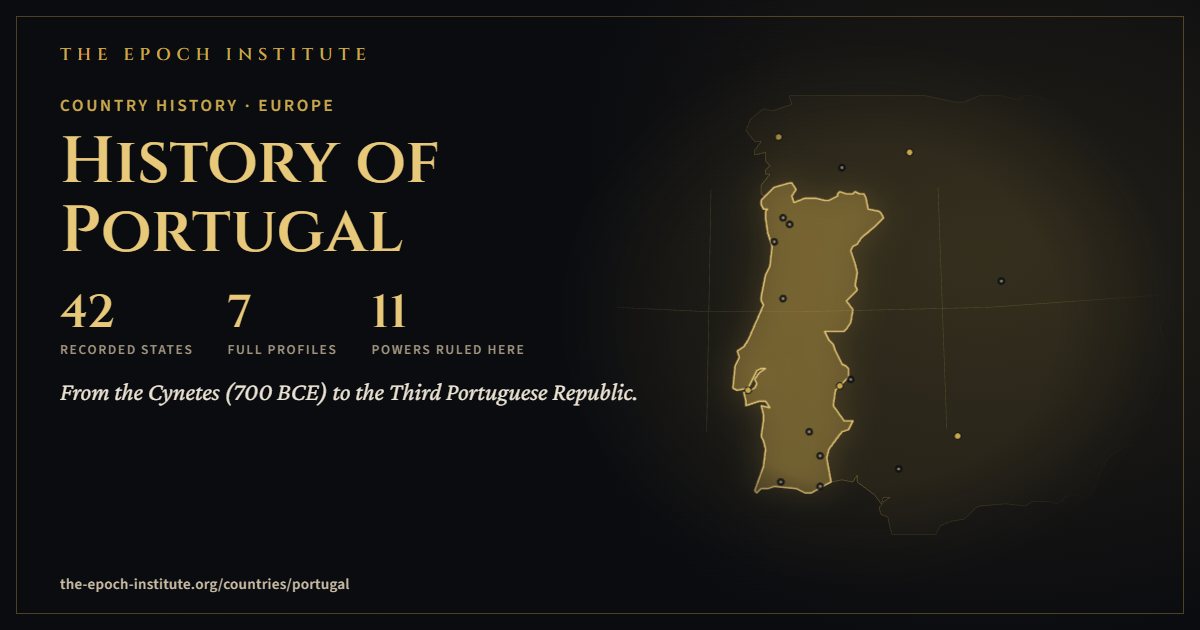 THE EPOCH INSTITUTE
COUNTRY HISTORY · EUROPE
HISTORY OF
PORTUGAL
42 7 11
RECORDED STATES FULL PROFILES POWERS RULED HERE
From the Cynetes (700 BCE) to the Third Portuguese Republic.
the-epoch-institute.org/countries/portugal